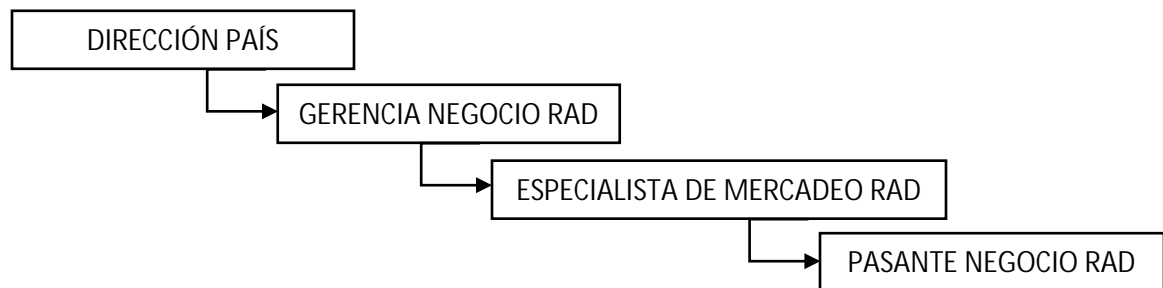 DIRECCIÓN PAÍS
GERENCIA NEGOCIO RAD
ESPECIALISTA DE MERCADEO RAD
PASANTE NEGOCIO RAD